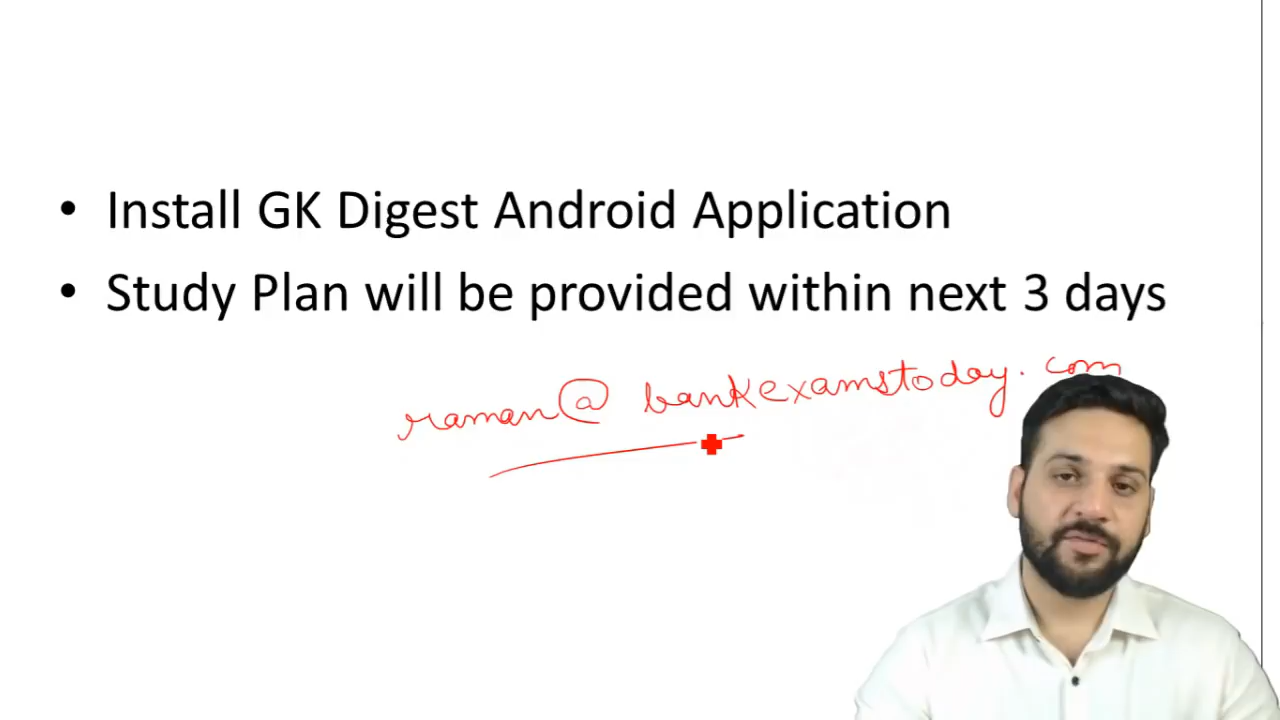 • Install GK Digest Android Application
• Study Plan will be provided within next 3 days
raman@bankexamstoday.com